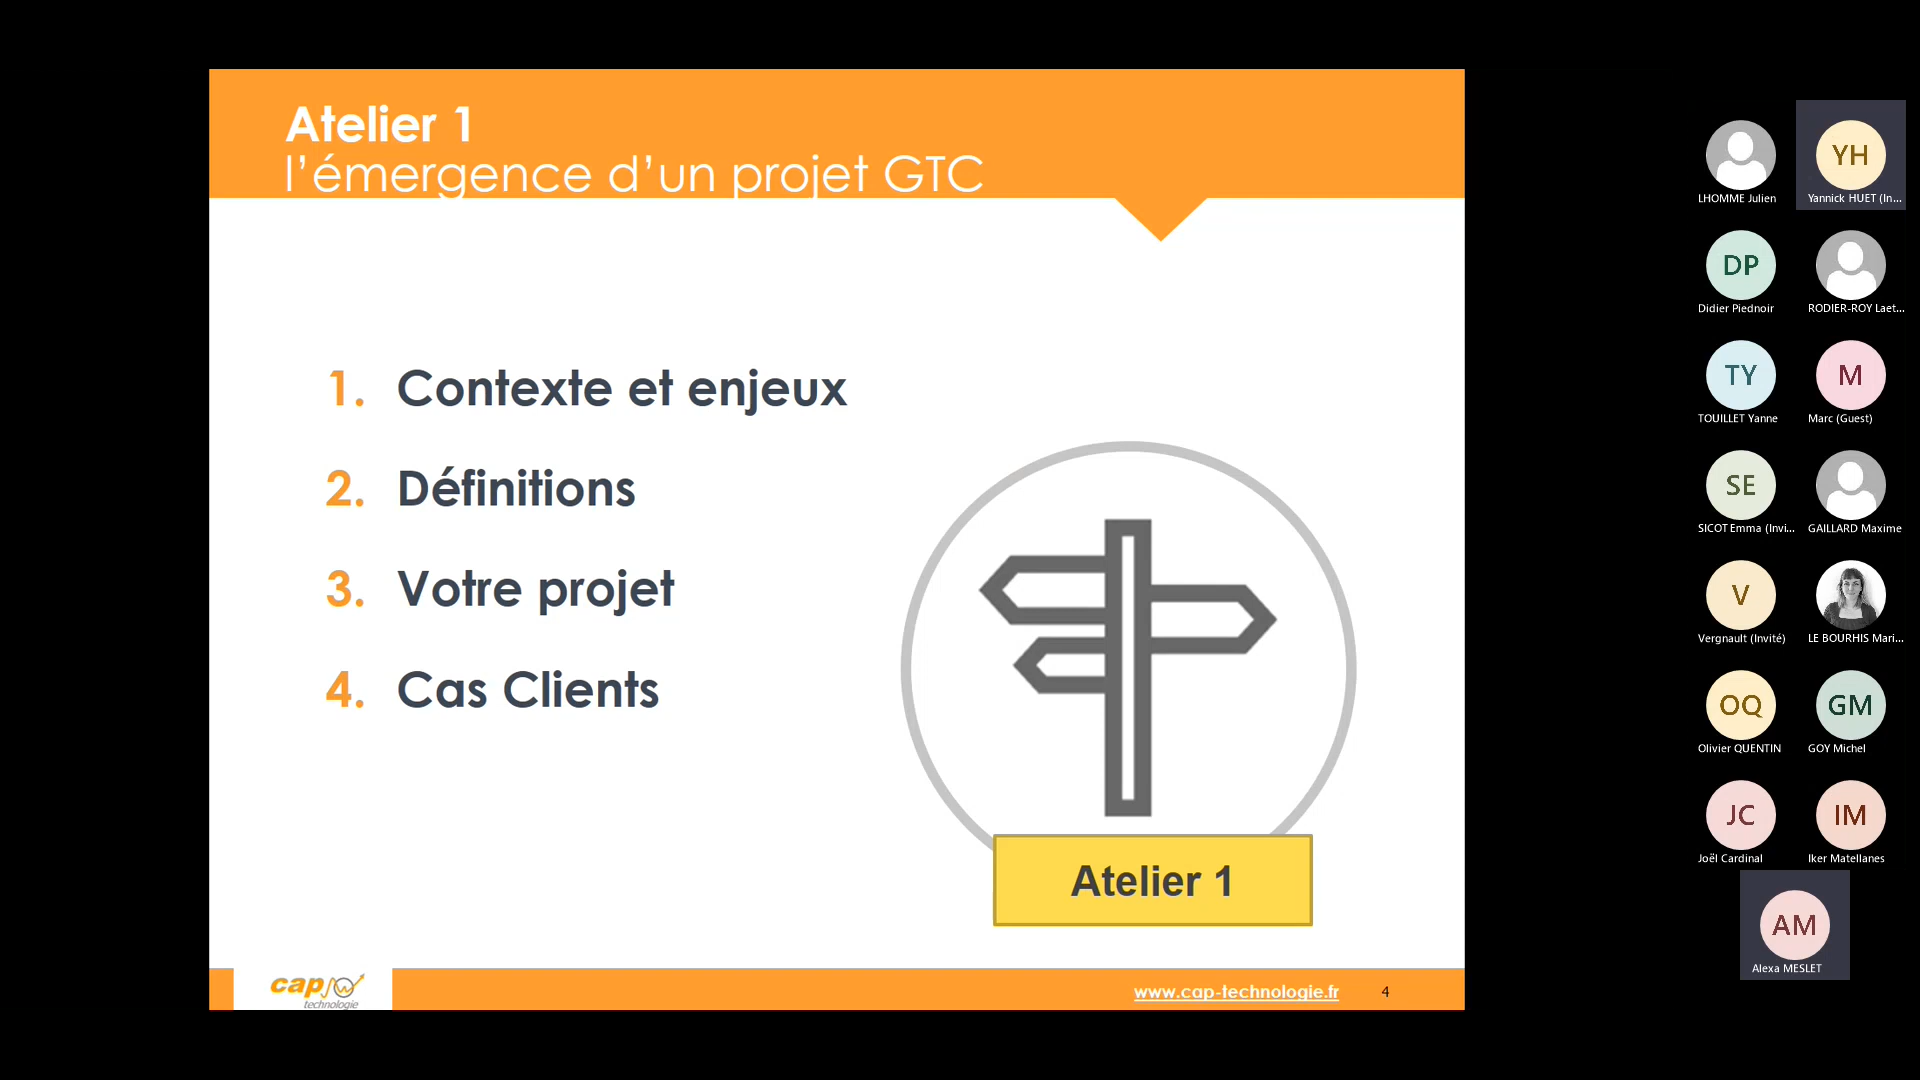 Atelier 1
l’émergence d’un projet GTC
1. Contexte et enjeux
2. Définitions
3. Votre projet
4. Cas Clients
Atelier 1
cap
technologie
www.cap-technologie.fr
4
LHOMME Julien
YH
Yannick HUET (In...
DP
Didier Piednoir
RODIER-ROY Laet...
TY
TOUILLET Yanne
M
Marc (Guest)
SE
SICOT Emma (Invi...
GAILLARD Maxime
V
Vergnault (Invité)
LE BOURHIS Mari...
OQ
Olivier QUENTIN
GM
GOY Michel
JC
Joël Cardinal
IM
Iker Matellanes
AM
Alexa MESLET